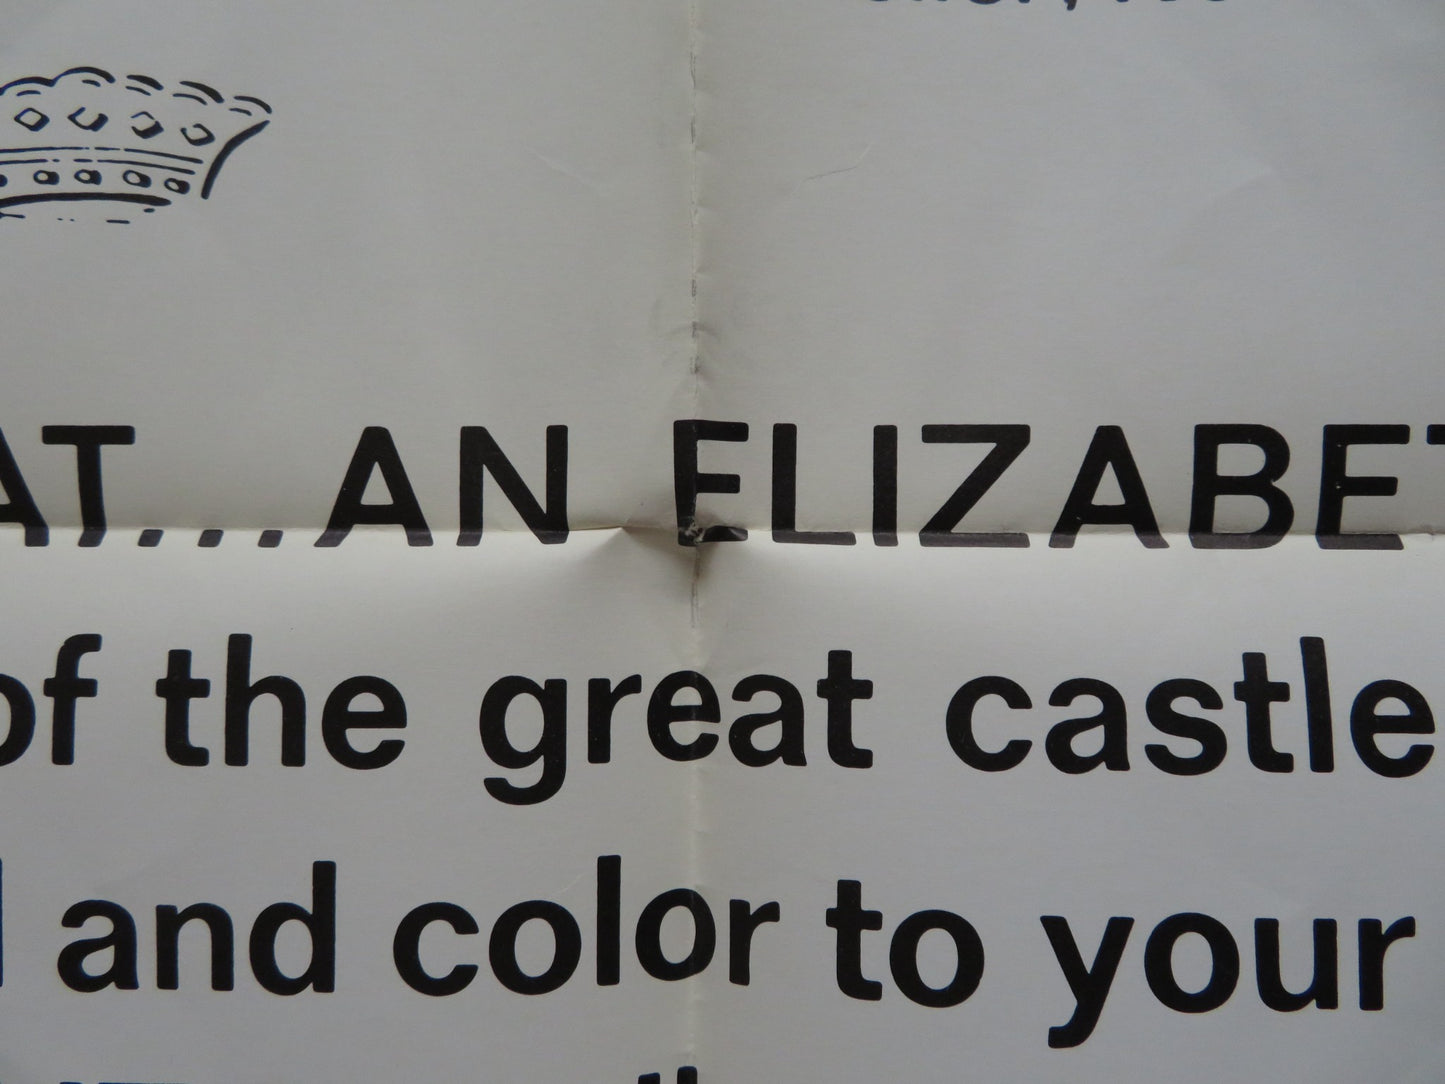 AT...AN ELIZABET
of the great castle
and color to your